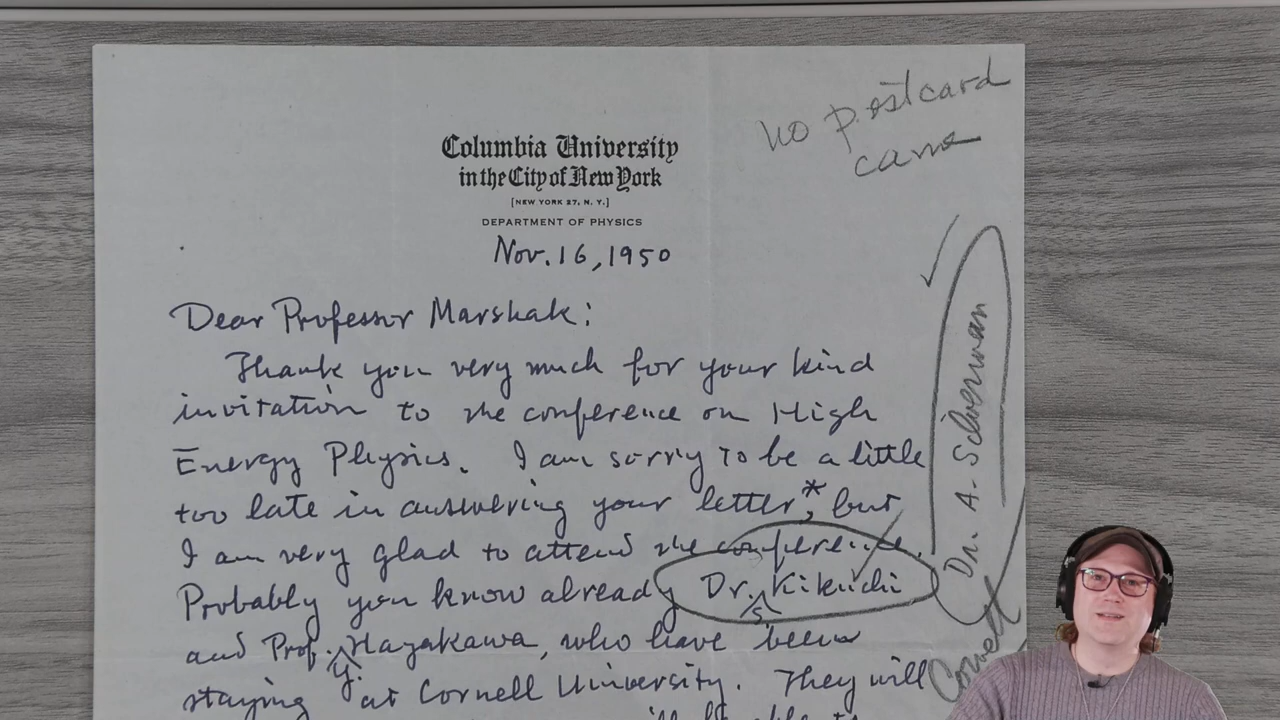 no postcard
came
Columbia University
in the City of New York
[NEW YORK 27, N. Y.]
DEPARTMENT OF PHYSICS
Nov. 16, 1950
Dear Professor Marshak:
Thank you very much for your kind
invitation to the conference on High
Energy Physics. I am sorry to be a little
too late in answering your letter,* but
I am very glad to attend the conference.
Probably you know already Dr. S. Kikuchi
and Prof. Y. Hayakawa, who have been
staying at Cornell University. They will
Dr. A. Silverman
Cornell